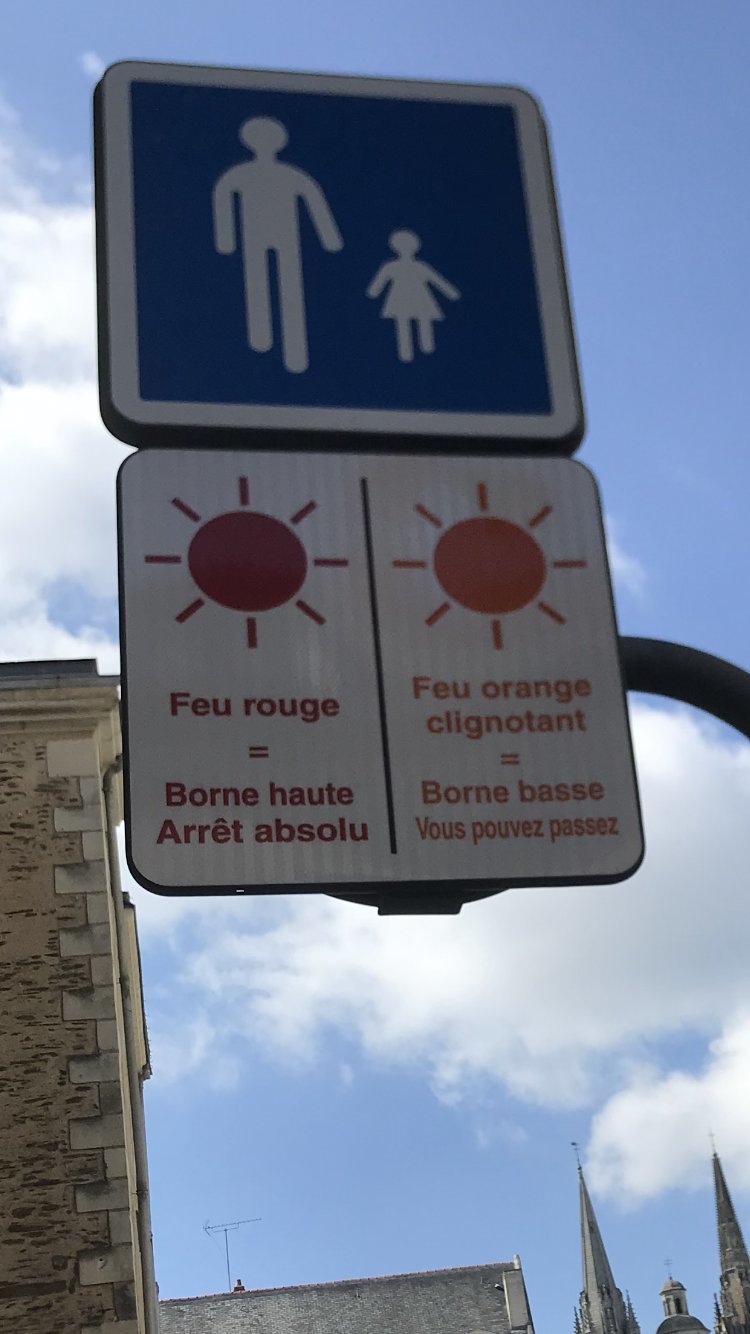 Feu rouge
=
Borne haute
Arrêt absolu
Feu orange
clignotant
=
Borne basse
Vous pouvez passez